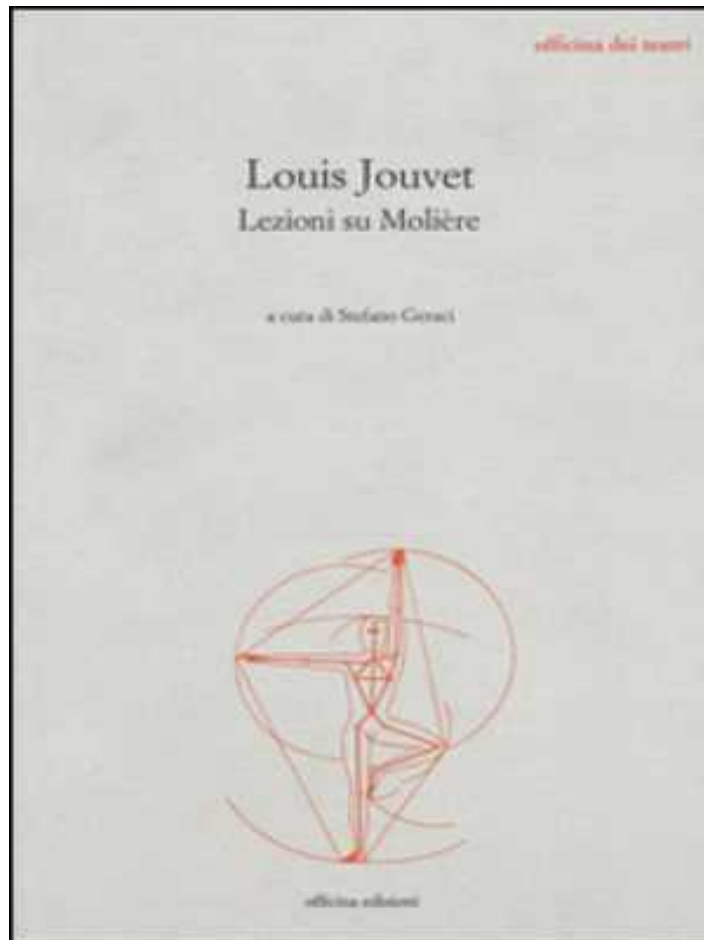 officina dei teatri
Louis Jouvet
Lezioni su Molière
a cura di Stefano Geraci
officina edizioni